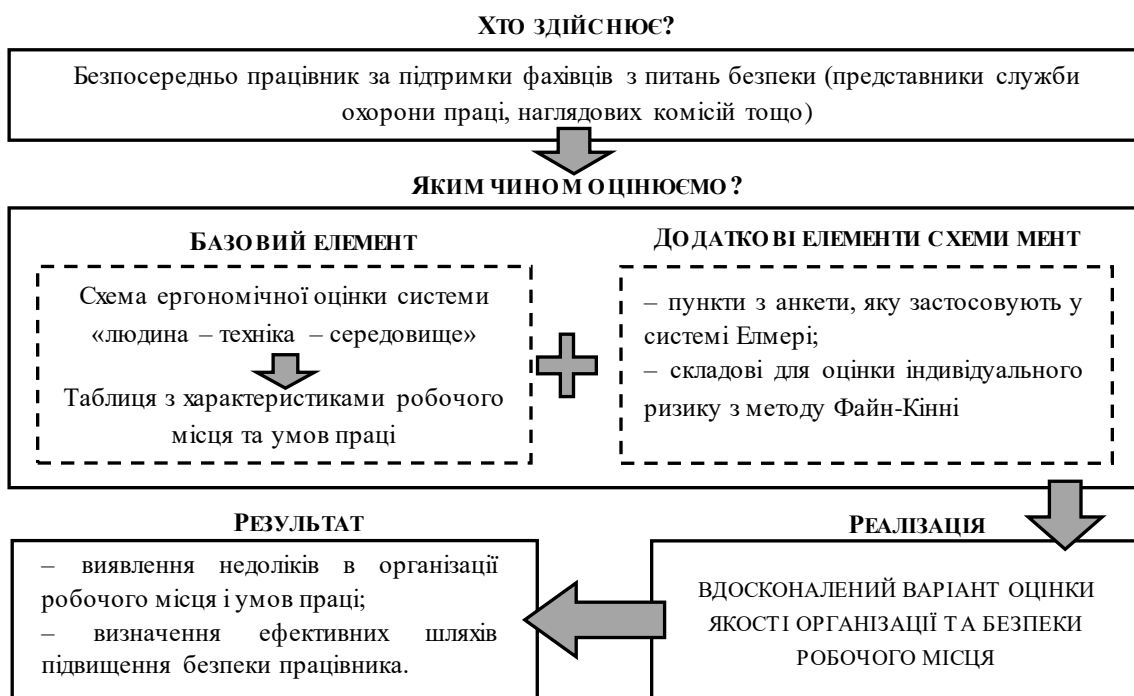 ХТО ЗДІЙСНЮЄ?
Безпосередньо працівник за підтримки фахівців з питань безпеки (представники служби
охорони праці, наглядових комісій тощо)
ЯКИМ ЧИНОМ ОЦІНЮЄМО?
БАЗОВИЙ ЕЛЕМЕНТ
Схема ергономічної оцінки системи
«людина – техніка – середовище»
Таблиця з характеристиками робочого
місця та умов праці
ДОДАТКОВІ ЕЛЕМЕНТИ СХЕМИ МЕНТ
– пункти з анкети, яку застосовують у
системі Елмері;
– складові для оцінки індивідуального
ризику з методу Файн-Кінні
РЕЗУЛЬТАТ
– виявлення недоліків в організації
робочого місця і умов праці;
– визначення ефективних шляхів
підвищення безпеки працівника.
РЕАЛІЗАЦІЯ
ВДОСКОНАЛЕНИЙ ВАРІАНТ ОЦІНКИ
ЯКОСТІ ОРГАНІЗАЦІЇ ТА БЕЗПЕКИ
РОБОЧОГО МІСЦЯ